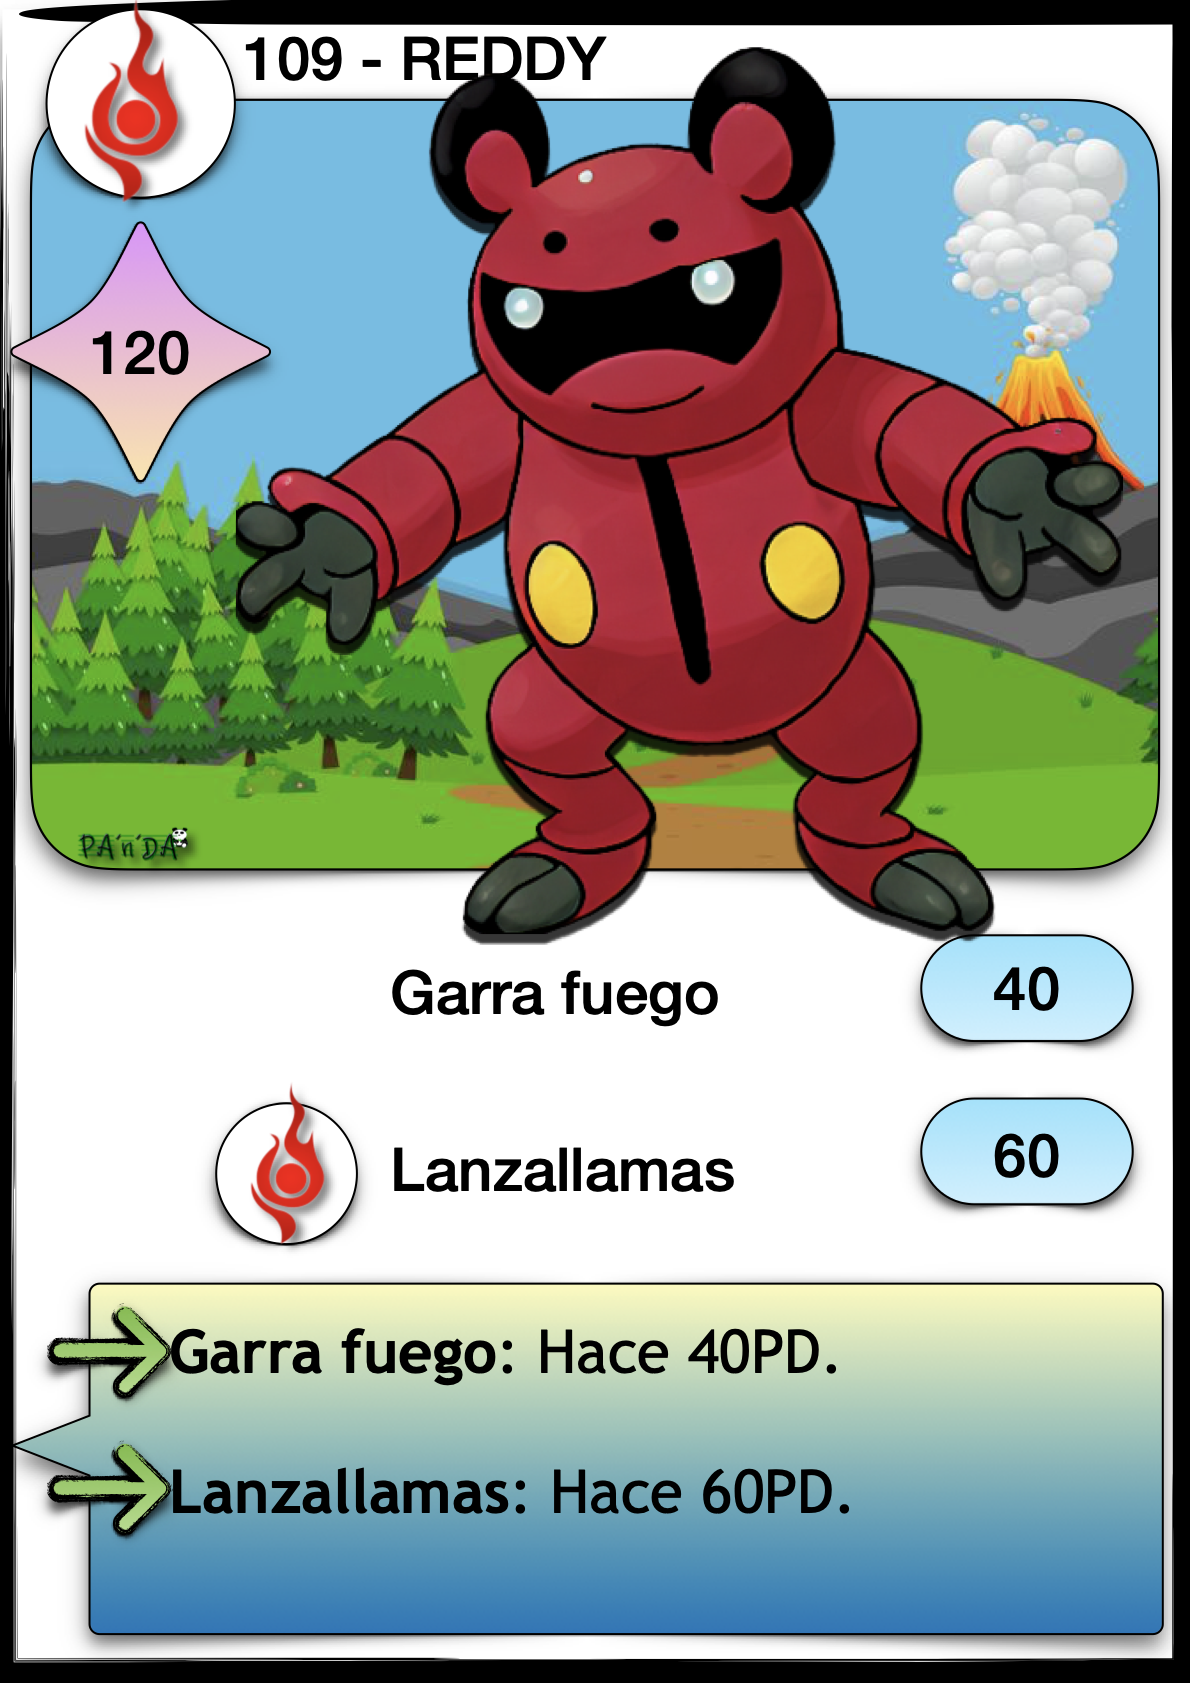 109 - REDDY
120
PA'n'DA
Garra fuego
40
Lanzallamas
60
Garra fuego: Hace 40PD.
Lanzallamas: Hace 60PD.